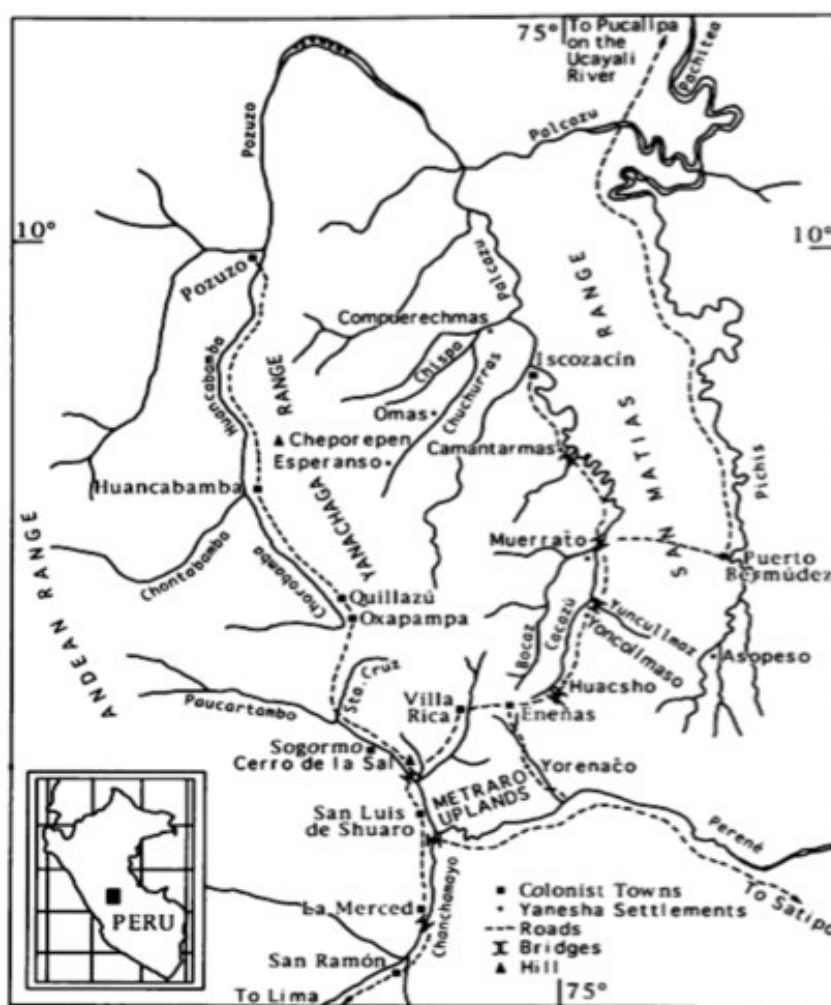 75°
To Pucallpa
on the
Ucayali
River
Pachitea
Pozuzo
Palcazu
10°
10°
Pozuzo
Palcazu
Compuerechmas
Chispa
Iscozacín
Huancabamba
RANGE
Chuchurras
Omas
Cheporepen
Esperanso
Camantarmas
SAN MATIAS RANGE
Pichis
Huancabamba
YANACHAGA
Muerrato
Puerto
Bermúdez
ANDEAN RANGE
Chontabamba
Chorobamba
Quillazú
Oxapampa
Bocaz
Cacazú
Yuncullmaz
Yoncollmaso
Asopeso
Sta. Cruz
Paucartambo
Villa
Rica
Huacsho
Eneñas
Sogormo
Cerro de la Sal
Yorenaco
METRARO
UPLANDS
San Luis
de Shuaro
Perené
Chanchamayo
La Merced
To Satipo
Colonist Towns
Yanesha Settlements
Roads
Bridges
Hill
PERU
San Ramón
To Lima
75°